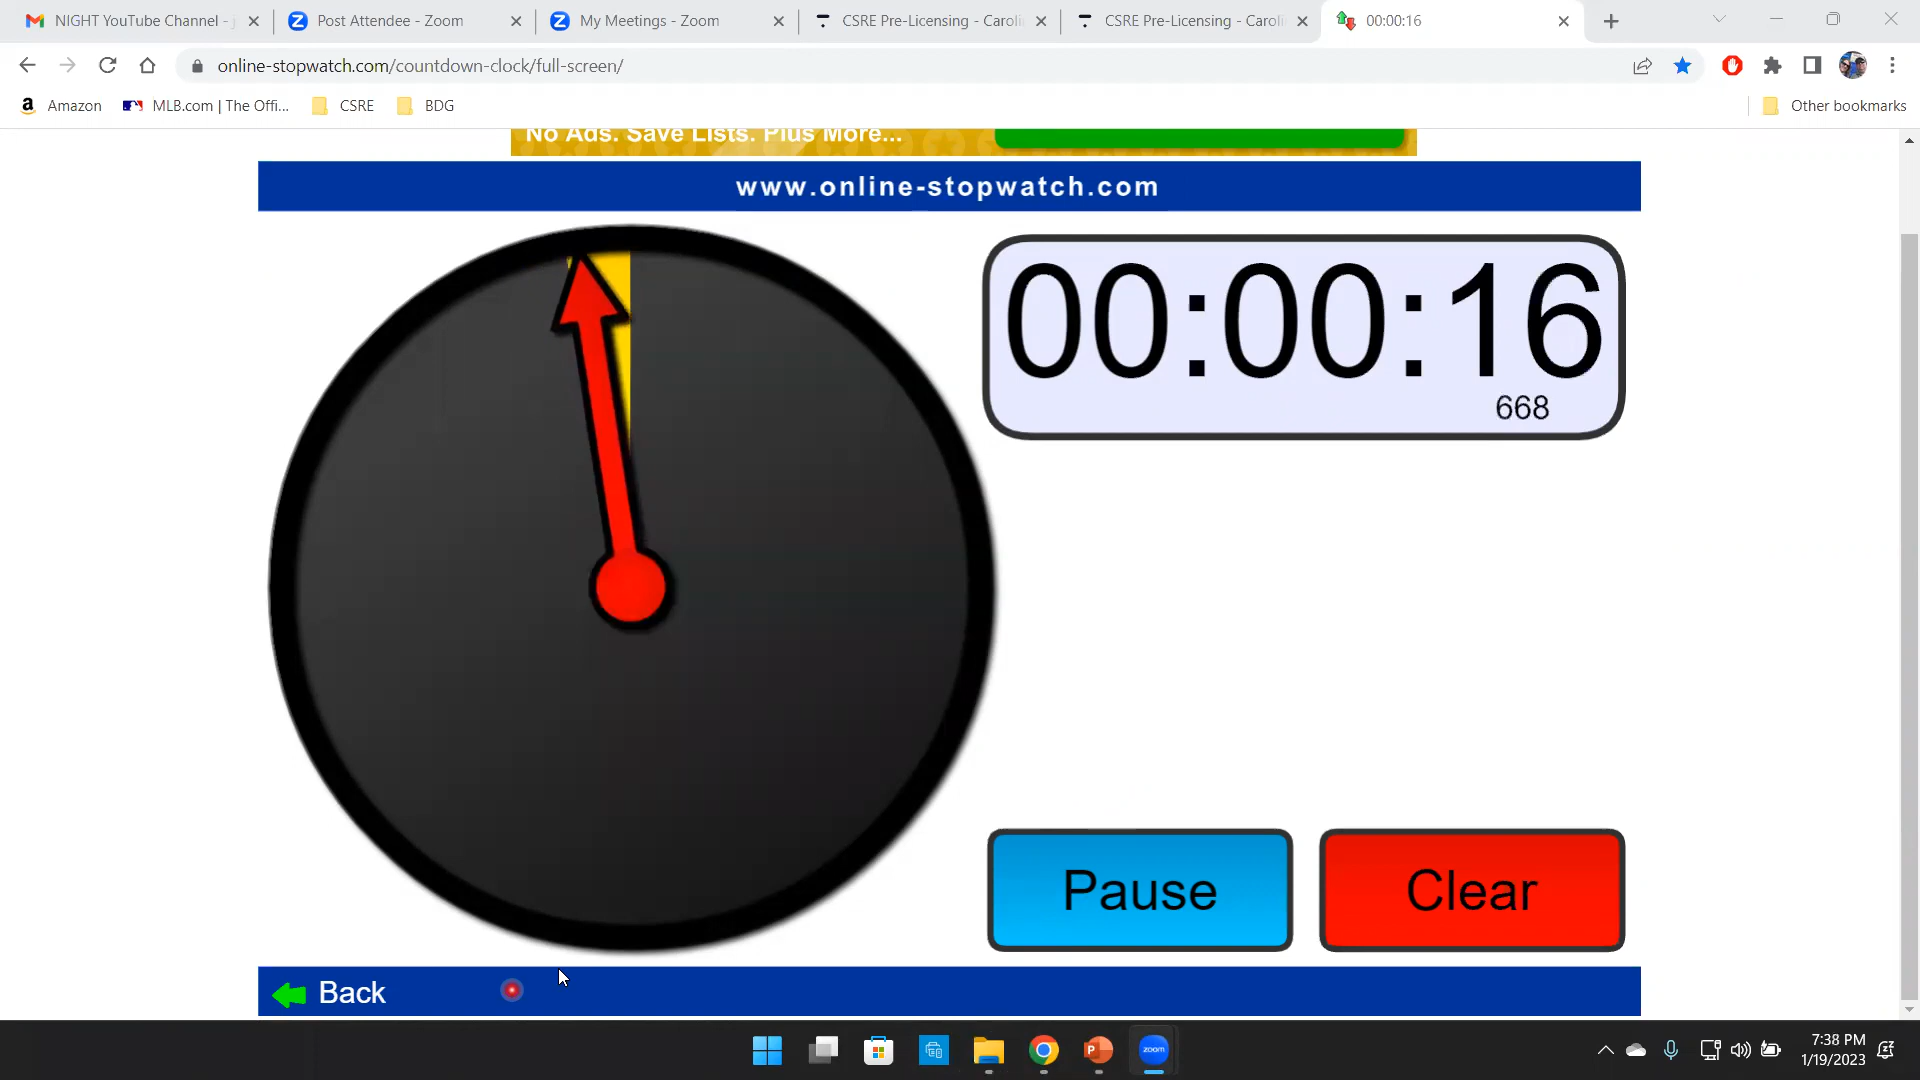 NIGHT YouTube Channel -
Post Attendee - Zoom
My Meetings - Zoom
CSRE Pre-Licensing - Caroli
CSRE Pre-Licensing - Caroli
00:00:16
online-stopwatch.com/countdown-clock/full-screen/
Amazon
MLB.com | The Offi...
CSRE
BDG
Other bookmarks
No Ads. Save Lists. Plus More...
www.online-stopwatch.com
00:00:16
668
Pause
Clear
Back
zoom
7:38 PM
1/19/2023